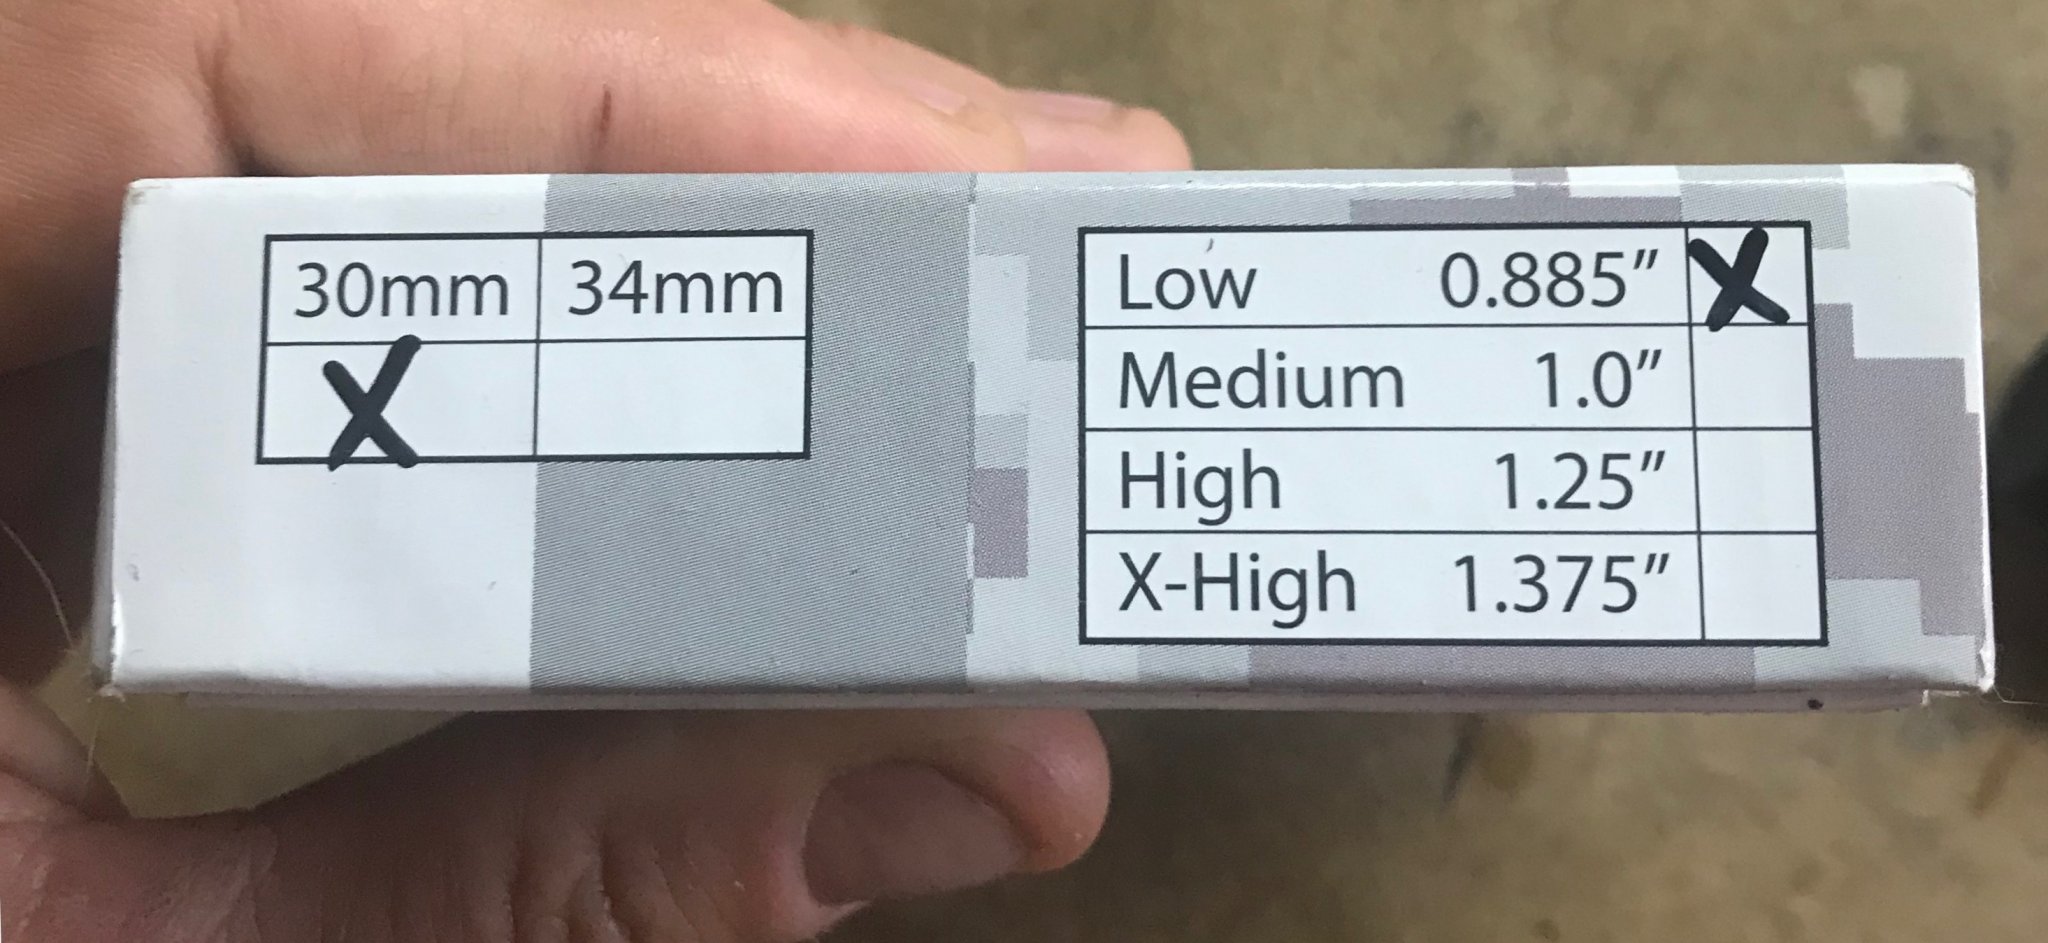 30mm 34mm
X
Low 0.885" X
Medium 1.0"
High 1.25"
X-High 1.375"